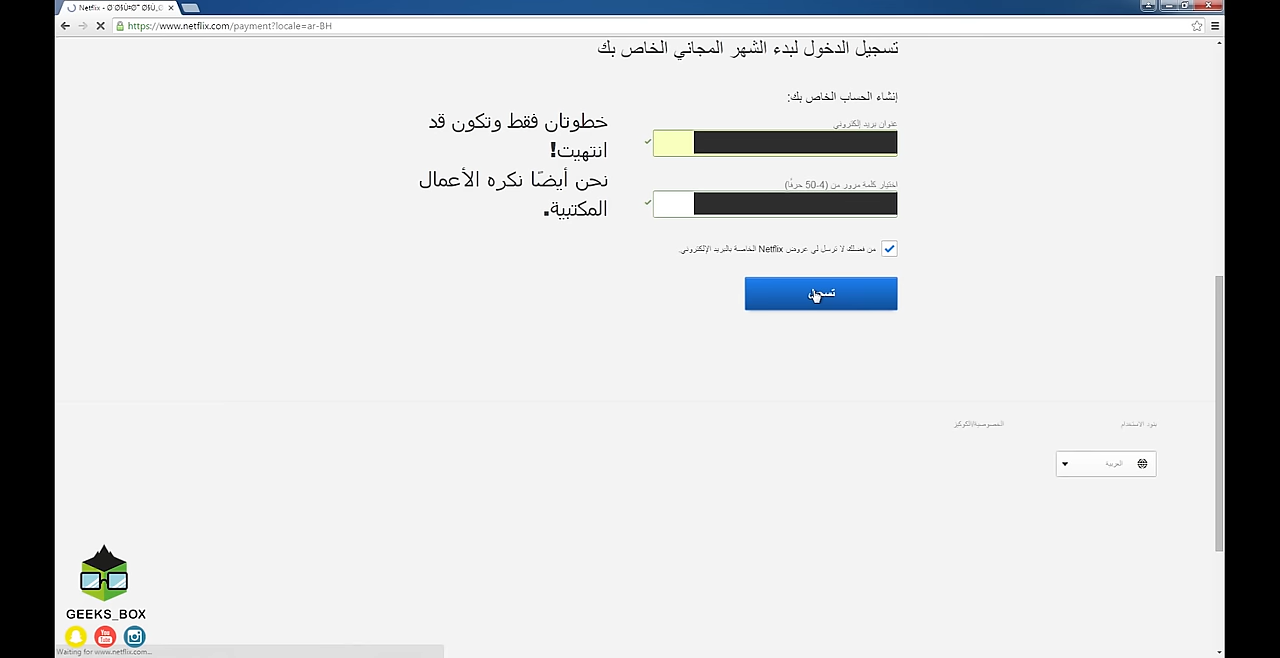 https://www.netflix.com/payment?locale=ar-BH
تسجيل الدخول لبدء الشهر المجاني الخاص بك
إنشاء الحساب الخاص بك:
عنوان بريد إلكتروني
اختيار كلمة مرور من (4-50 حرفًا)
من فضلك لا ترسل لي عروض Netflix الخاصة بالبريد الإلكتروني.
تسجيل
خطوتان فقط وتكون قد
انتهيت!
نحن أيضًا نكره الأعمال
المكتبية.
بنود الاستخدام
الخصوصية/الكوكيز
العربية
GEEKS_BOX
You
Tube
Waiting for www.netflix.com...